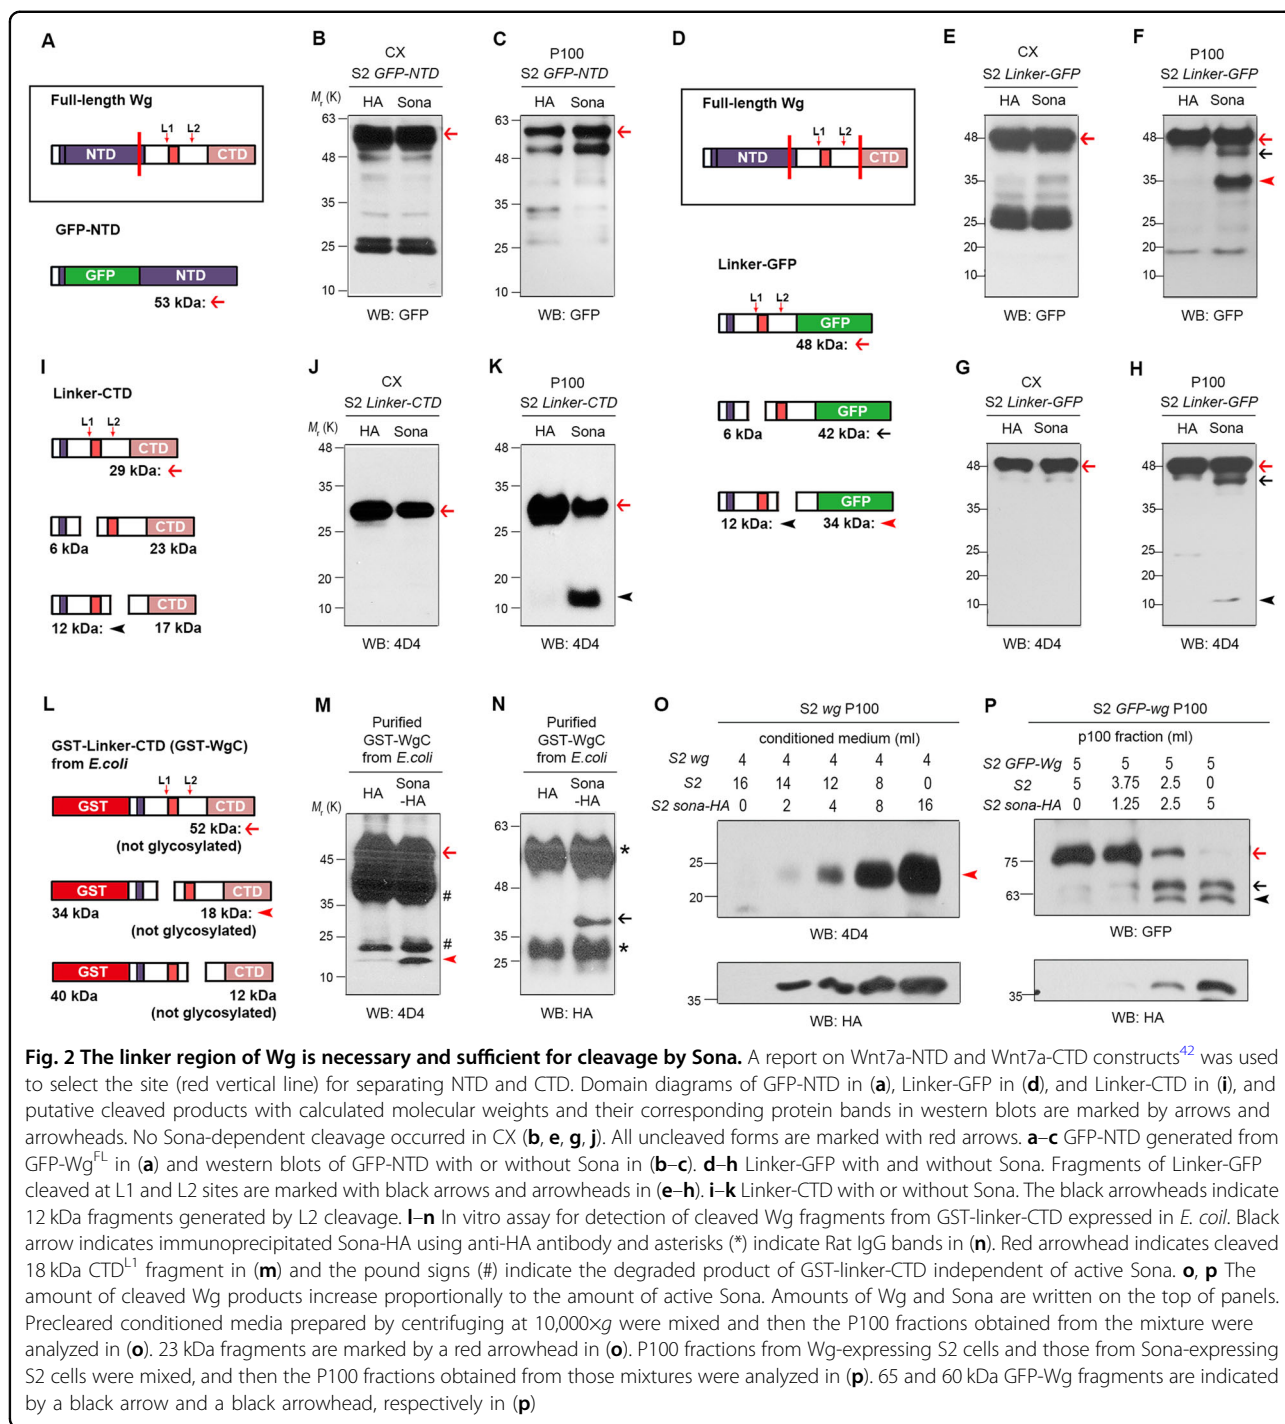 A
Full-length Wg
L1 L2
NTD CTD
GFP-NTD
GFP NTD
53 kDa:
B
CX
S2 GFP-NTD
Mr (K) HA Sona
63
48
35
25
10
WB: GFP
C
P100
S2 GFP-NTD
HA Sona
63
48
35
25
10
WB: GFP
D
Full-length Wg
L1 L2
NTD CTD
Linker-GFP
L1 L2
GFP
48 kDa:
GFP
6 kDa 42 kDa:
GFP
12 kDa: 34 kDa:
E
CX
S2 Linker-GFP
HA Sona
48
35
25
20
10
WB: GFP
F
P100
S2 Linker-GFP
HA Sona
48
35
25
20
10
WB: GFP
G
CX
S2 Linker-GFP
HA Sona
48
35
25
20
10
WB: 4D4
H
P100
S2 Linker-GFP
HA Sona
48
35
25
20
10
WB: 4D4
I
Linker-CTD
L1 L2
CTD
29 kDa:
CTD
6 kDa 23 kDa
CTD
12 kDa: 17 kDa
J
CX
S2 Linker-CTD
Mr (K) HA Sona
48
35
25
20
10
WB: 4D4
K
P100
S2 Linker-CTD
HA Sona
48
35
25
20
10
WB: 4D4
L
GST-Linker-CTD (GST-WgC)
from E.coli
L1 L2
GST CTD
52 kDa:
(not glycosylated)
GST CTD
34 kDa 18 kDa:
(not glycosylated)
GST CTD
40 kDa 12 kDa
(not glycosylated)
M
Purified
GST-WgC
from E.coli
HA Sona
-HA
Mr (K)
45
35
25
10
#
#
WB: 4D4
N
Purified
GST-WgC
from E.coli
HA Sona
-HA
63
48
35
25
*
*
WB: HA
O
S2 wg P100
conditioned medium (ml)
S2 wg 4 4 4 4 4
S2 16 14 12 8 0
S2 sona-HA 0 2 4 8 16
25
20
WB: 4D4
35
WB: HA
P
S2 GFP-wg P100
p100 fraction (ml)
S2 GFP-Wg 5 5 5 5
S2 5 3.75 2.5 0
S2 sona-HA 0 1.25 2.5 5
75
63
WB: GFP
35
WB: HA
Fig. 2 The linker region of Wg is necessary and sufficient for cleavage by Sona. A report on Wnt7a-NTD and Wnt7a-CTD constructs42 was used
to select the site (red vertical line) for separating NTD and CTD. Domain diagrams of GFP-NTD in (a), Linker-GFP in (d), and Linker-CTD in (i), and
putative cleaved products with calculated molecular weights and their corresponding protein bands in western blots are marked by arrows and
arrowheads. No Sona-dependent cleavage occurred in CX (b, e, g, j). All uncleaved forms are marked with red arrows. a–c GFP-NTD generated from
GFP-WgFL in (a) and western blots of GFP-NTD with or without Sona in (b–c). d–h Linker-GFP with and without Sona. Fragments of Linker-GFP
cleaved at L1 and L2 sites are marked with black arrows and arrowheads in (e–h). i–k Linker-CTD with or without Sona. The black arrowheads indicate
12 kDa fragments generated by L2 cleavage. l–n In vitro assay for detection of cleaved Wg fragments from GST-linker-CTD expressed in E. coil. Black
arrow indicates immunoprecipitated Sona-HA using anti-HA antibody and asterisks (*) indicate Rat IgG bands in (n). Red arrowhead indicates cleaved
18 kDa CTDL1 fragment in (m) and the pound signs (#) indicate the degraded product of GST-linker-CTD independent of active Sona. o, p The
amount of cleaved Wg products increase proportionally to the amount of active Sona. Amounts of Wg and Sona are written on the top of panels.
Precleared conditioned media prepared by centrifuging at 10,000×g were mixed and then the P100 fractions obtained from the mixture were
analyzed in (o). 23 kDa fragments are marked by a red arrowhead in (o). P100 fractions from Wg-expressing S2 cells and those from Sona-expressing
S2 cells were mixed, and then the P100 fractions obtained from those mixtures were analyzed in (p). 65 and 60 kDa GFP-Wg fragments are indicated
by a black arrow and a black arrowhead, respectively in (p)